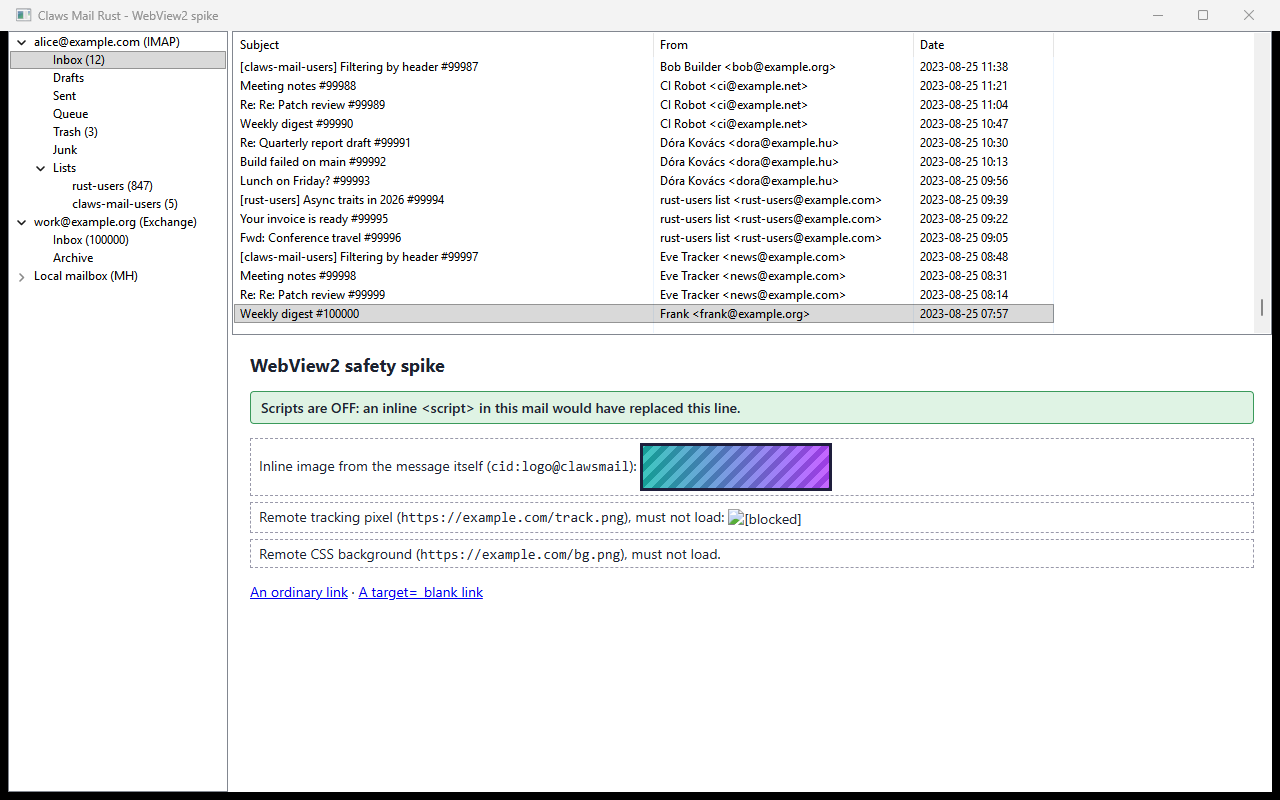 Claws Mail Rust - WebView2 spike
alice@example.com (IMAP)
Inbox (12)
Drafts
Sent
Queue
Trash (3)
Junk
Lists
rust-users (847)
claws-mail-users (5)
work@example.org (Exchange)
Inbox (100000)
Archive
Local mailbox (MH)
Subject From Date
[claws-mail-users] Filtering by header #99987 Bob Builder <bob@example.org> 2023-08-25 11:38
Meeting notes #99988 CI Robot <ci@example.net> 2023-08-25 11:21
Re: Re: Patch review #99989 CI Robot <ci@example.net> 2023-08-25 11:04
Weekly digest #99990 CI Robot <ci@example.net> 2023-08-25 10:47
Re: Quarterly report draft #99991 Dóra Kovács <dora@example.hu> 2023-08-25 10:30
Build failed on main #99992 Dóra Kovács <dora@example.hu> 2023-08-25 10:13
Lunch on Friday? #99993 Dóra Kovács <dora@example.hu> 2023-08-25 09:56
[rust-users] Async traits in 2026 #99994 rust-users list <rust-users@example.com> 2023-08-25 09:39
Your invoice is ready #99995 rust-users list <rust-users@example.com> 2023-08-25 09:22
Fwd: Conference travel #99996 rust-users list <rust-users@example.com> 2023-08-25 09:05
[claws-mail-users] Filtering by header #99997 Eve Tracker <news@example.com> 2023-08-25 08:48
Meeting notes #99998 Eve Tracker <news@example.com> 2023-08-25 08:31
Re: Re: Patch review #99999 Eve Tracker <news@example.com> 2023-08-25 08:14
Weekly digest #100000 Frank <frank@example.org> 2023-08-25 07:57
WebView2 safety spike
Scripts are OFF: an inline <script> in this mail would have replaced this line.
Inline image from the message itself (cid:logo@clawsmail):
Remote tracking pixel (https://example.com/track.png), must not load: [blocked]
Remote CSS background (https://example.com/bg.png), must not load.
An ordinary link · A target=_blank link